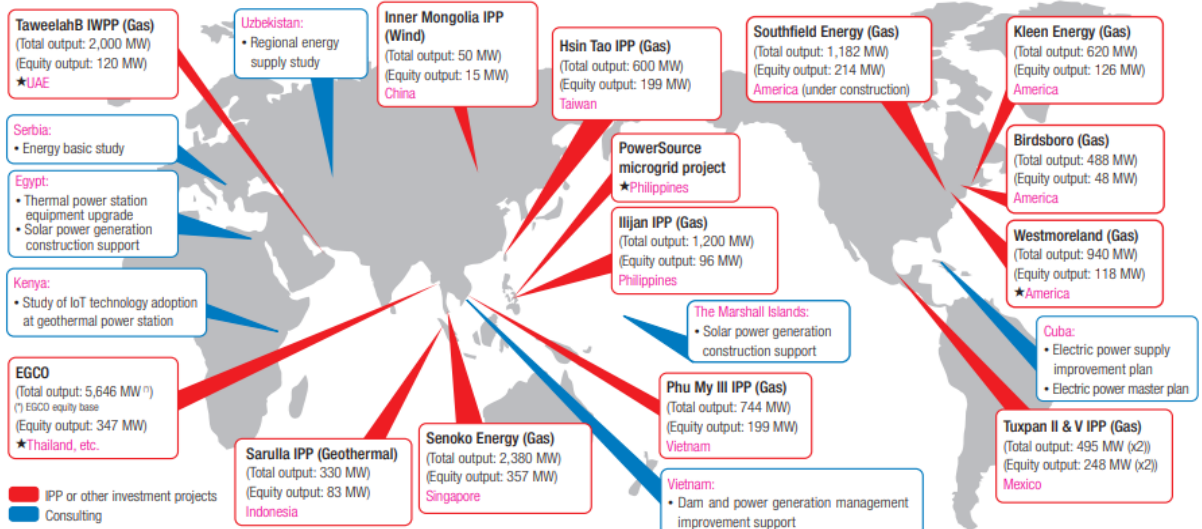 TaweelahB IWPP (Gas)
(Total output: 2,000 MW)
(Equity output: 120 MW)
★UAE
Uzbekistan:
• Regional energy
supply study
Inner Mongolia IPP
(Wind)
(Total output: 50 MW)
(Equity output: 15 MW)
China
Hsin Tao IPP (Gas)
(Total output: 600 MW)
(Equity output: 199 MW)
Taiwan
Southfield Energy (Gas)
(Total output: 1,182 MW)
(Equity output: 214 MW)
America (under construction)
Kleen Energy (Gas)
(Total output: 620 MW)
(Equity output: 126 MW)
America
Serbia:
• Energy basic study
PowerSource
microgrid project
★Philippines
Birdsboro (Gas)
(Total output: 488 MW)
(Equity output: 48 MW)
America
Egypt:
• Thermal power station
equipment upgrade
• Solar power generation
construction support
Ilijan IPP (Gas)
(Total output: 1,200 MW)
(Equity output: 96 MW)
Philippines
Westmoreland (Gas)
(Total output: 940 MW)
(Equity output: 118 MW)
★America
Kenya:
• Study of IoT technology adoption
at geothermal power station
The Marshall Islands:
• Solar power generation
construction support
Cuba:
• Electric power supply
improvement plan
• Electric power master plan
EGCO
(Total output: 5,646 MW (*))
(*) EGCO equity base
(Equity output: 347 MW)
★Thailand, etc.
Phu My III IPP (Gas)
(Total output: 744 MW)
(Equity output: 199 MW)
Vietnam
Sarulla IPP (Geothermal)
(Total output: 330 MW)
(Equity output: 83 MW)
Indonesia
Senoko Energy (Gas)
(Total output: 2,380 MW)
(Equity output: 357 MW)
Singapore
Tuxpan II & V IPP (Gas)
(Total output: 495 MW (x2))
(Equity output: 248 MW (x2))
Mexico
Vietnam:
• Dam and power generation management
improvement support
IPP or other investment projects
Consulting